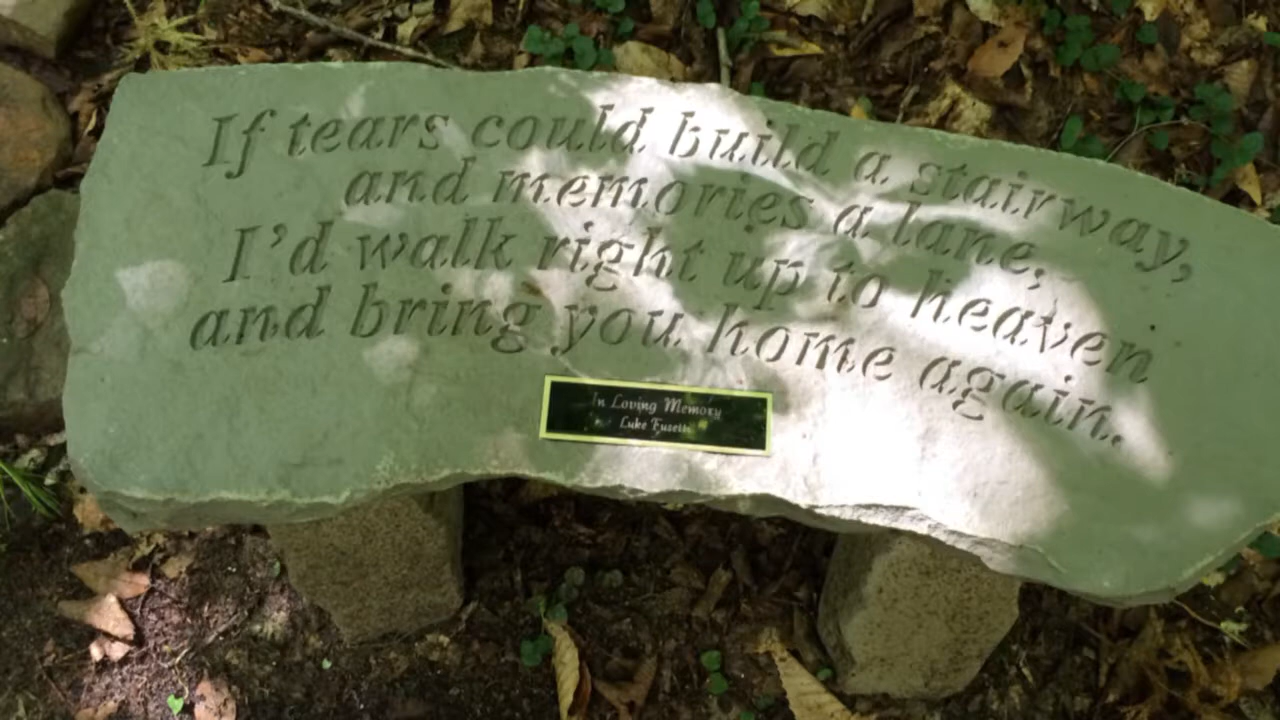 If tears could build a stairway,
and memories a lane,
I'd walk right up to heaven
and bring you home again.
In Loving Memory
Luke